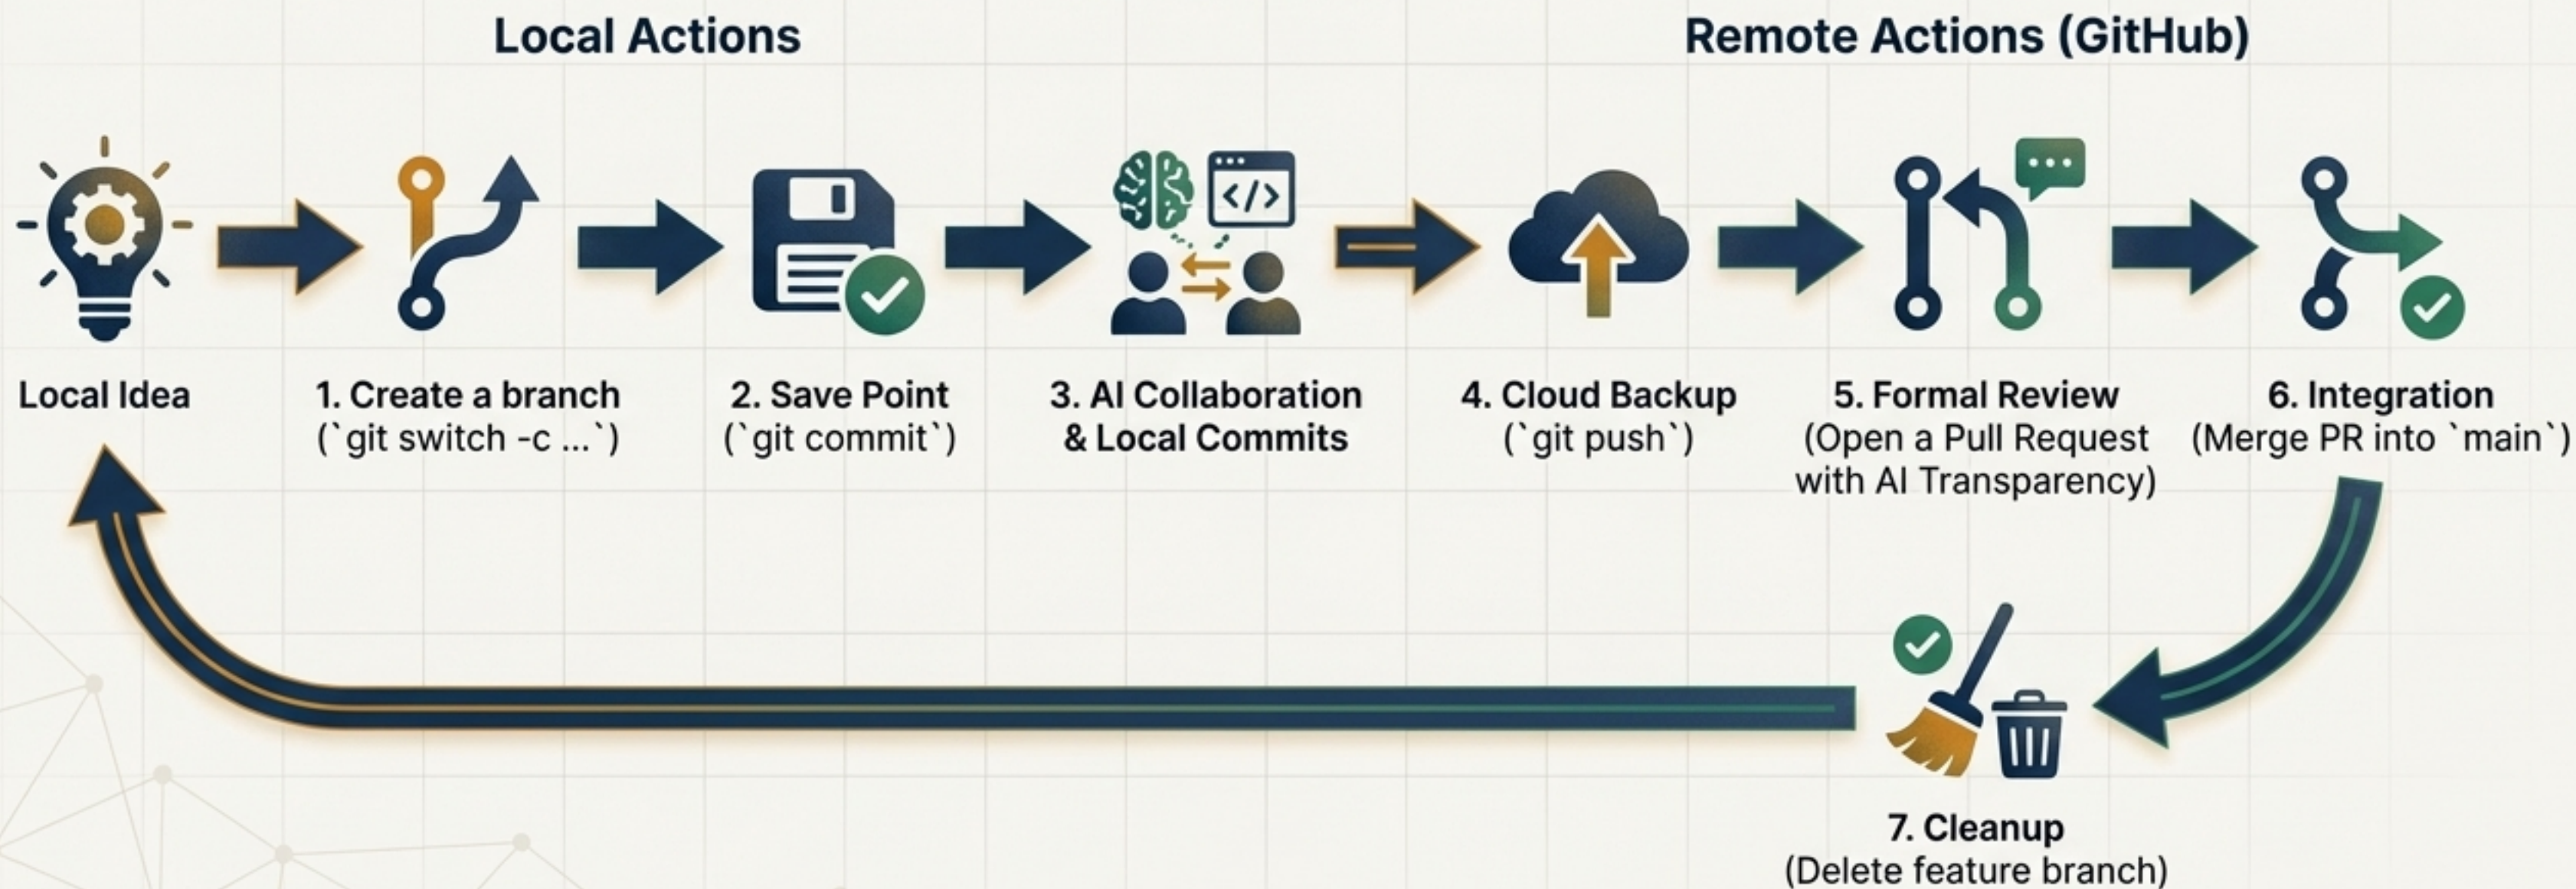 Local Actions
Remote Actions (GitHub)
</>
Local Idea
1. Create a branch
(`git switch -c ...`)
2. Save Point
(`git commit`)
3. AI Collaboration
& Local Commits
4. Cloud Backup
(`git push`)
5. Formal Review
(Open a Pull Request
with AI Transparency)
6. Integration
(Merge PR into `main`)
7. Cleanup
(Delete feature branch)